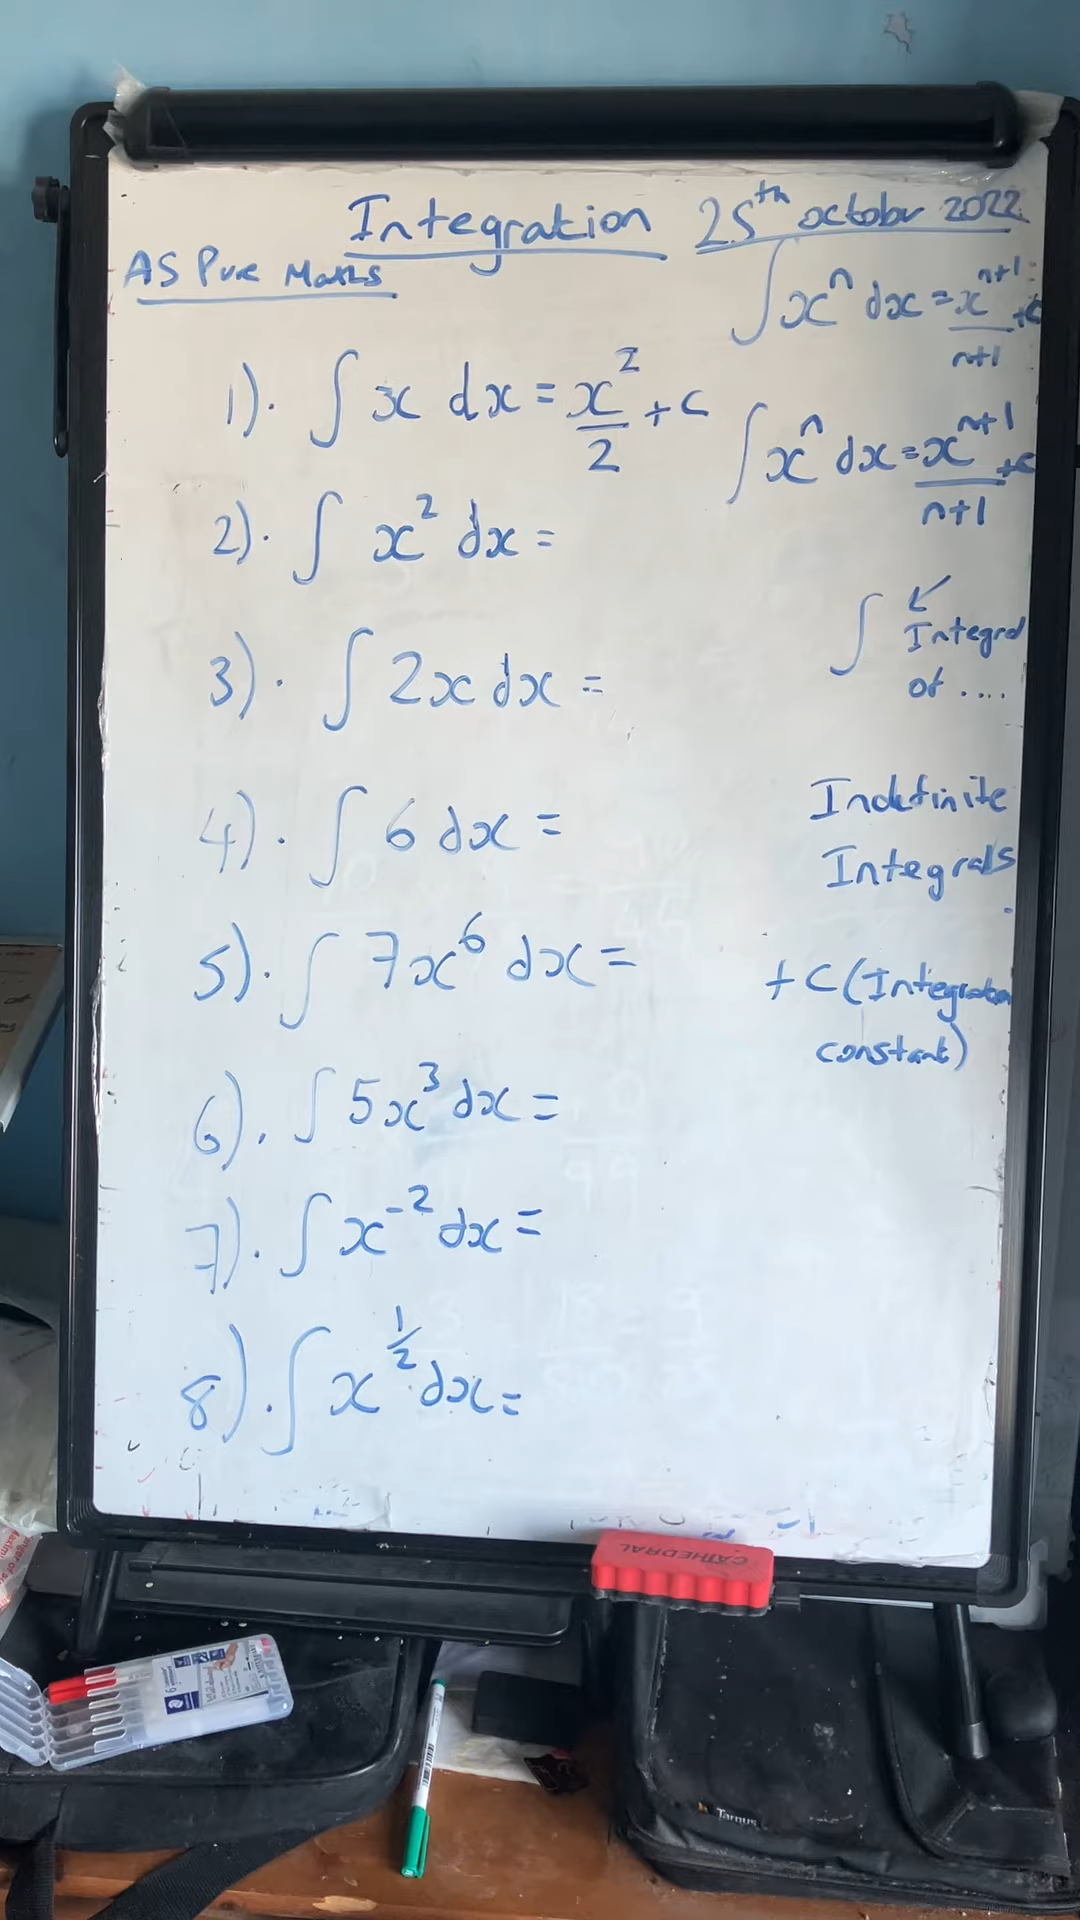 Integration 25th october 2022
AS Pure Maths
∫xⁿ dx = xⁿ⁺¹/n+1 + c
1). ∫ x dx = x²/2 + c
∫xⁿ dx = xⁿ⁺¹/n+1 + c
2). ∫ x² dx =
∫ ↙ Integral
of ....
3). ∫ 2x dx =
4). ∫ 6 dx =
Indefinite
Integrals
5). ∫ 7x⁶ dx =
+ C (Integration
constant)
6). ∫ 5x³ dx =
7). ∫ x⁻² dx =
8). ∫ x^½ dx =
CATHEDRAL
Targus